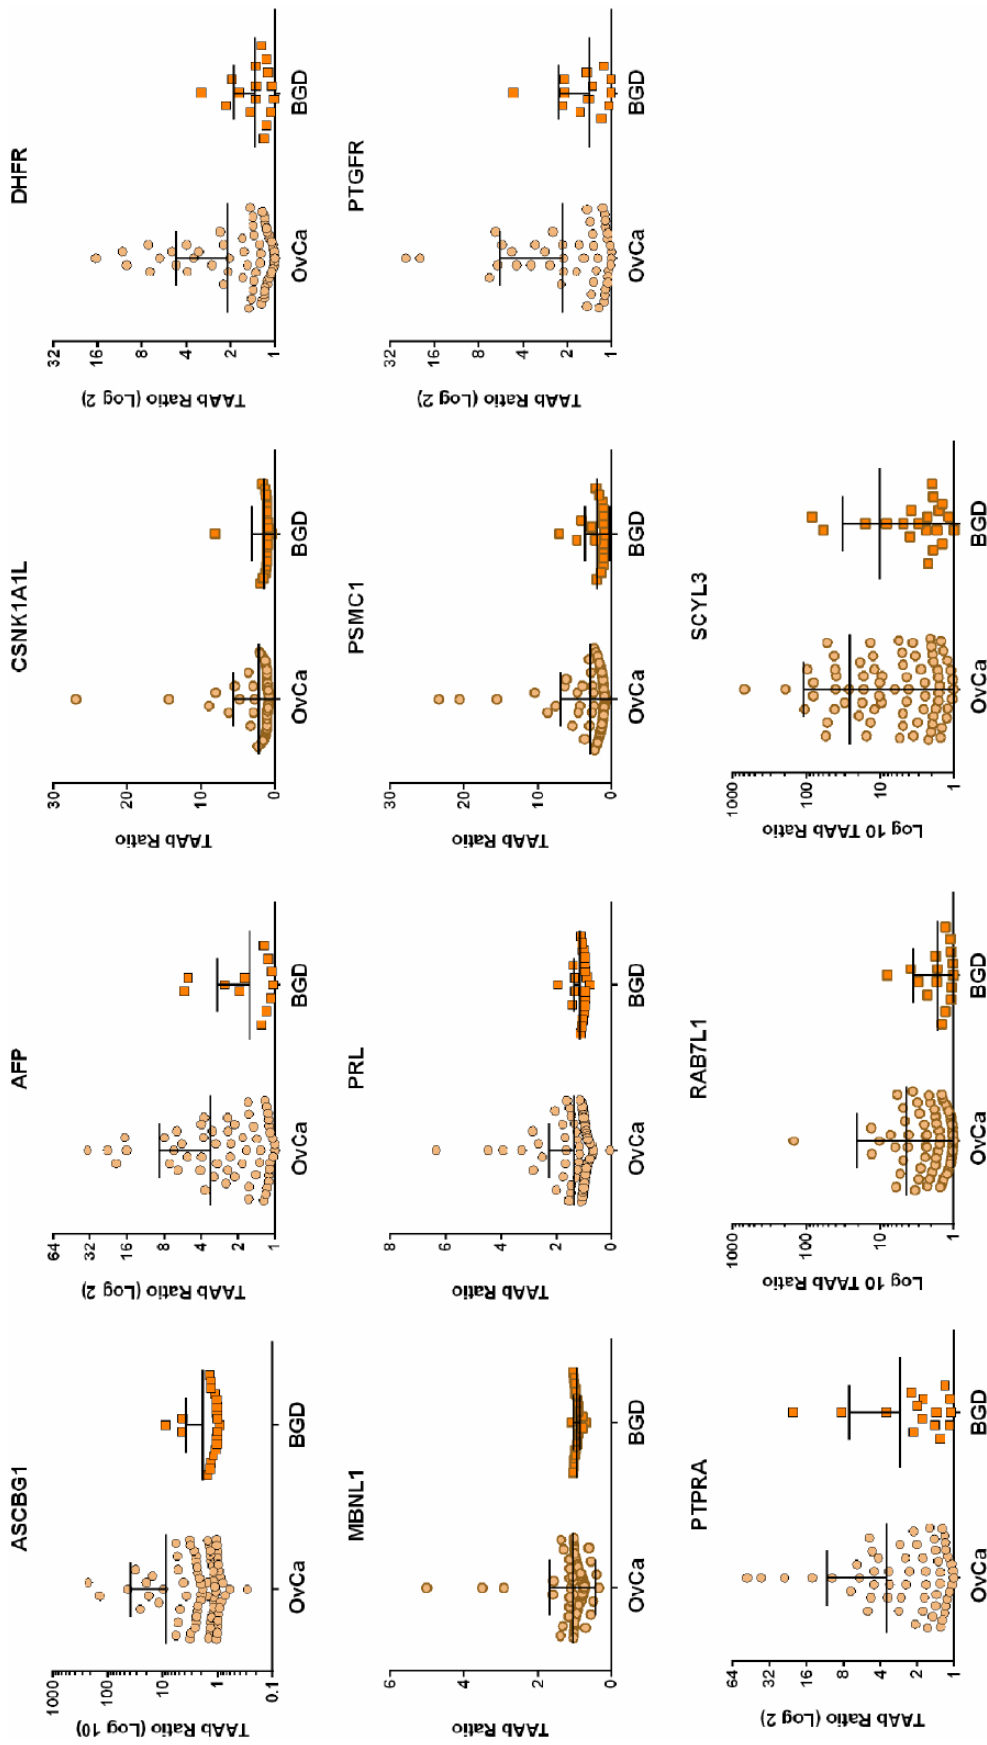 ASCBG1
TAAb Ratio (Log 10)
1000
100
10
1
0.1
OvCa
BGD
AFP
TAAb Ratio (Log 2)
64
32
16
8
4
2
1
OvCa
BGD
CSNK1A1L
TAAb Ratio
30
20
10
0
OvCa
BGD
DHFR
TAAb Ratio (Log 2)
32
16
8
4
2
1
OvCa
BGD
MBNL1
TAAb Ratio
6
4
2
0
OvCa
BGD
PRL
TAAb Ratio
8
6
4
2
0
OvCa
BGD
PSMC1
TAAb Ratio
30
20
10
0
OvCa
BGD
PTGFR
TAAb Ratio (Log 2)
32
16
8
4
2
1
OvCa
BGD
PTPRA
TAAb Ratio (Log 2)
64
32
16
8
4
2
1
OvCa
BGD
RAB7L1
Log 10 TAAb Ratio
1000
100
10
1
OvCa
BGD
SCYL3
Log 10 TAAb Ratio
1000
100
10
1
OvCa
BGD